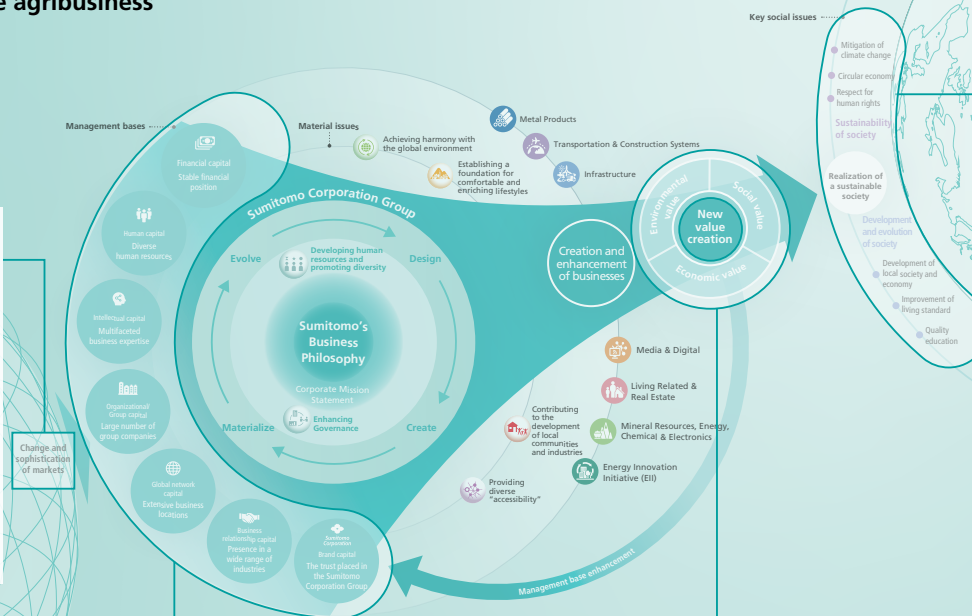 e agribusiness
Key social issues
Mitigation of
climate change
Circular economy
Respect for
human rights
Sustainability
of society
Realization of
a sustainable
society
Development
and evolution
of society
Development of
local society and
economy
Improvement of
living standard
Quality
education
Management bases
Financial capital
Stable financial
position
Human capital
Diverse
human resources
Intellectual capital
Multifaceted
business expertise
Organizational/
Group capital
Large number of
group companies
Global network
capital
Extensive business
locations
Business
relationship capital
Presence in a
wide range of
industries
Sumitomo
Corporation
Brand capital
The trust placed in
the Sumitomo
Corporation Group
Change and
sophistication
of markets
Material issues
Achieving harmony with
the global environment
Establishing a
foundation for
comfortable and
enriching lifestyles
Metal Products
Transportation & Construction Systems
Infrastructure
Sumitomo Corporation Group
Evolve
Developing human
resources and
promoting diversity
Design
Sumitomo's
Business
Philosophy
Corporate Mission
Statement
Materialize
Enhancing
Governance
Create
Creation and
enhancement
of businesses
Environmental
value
Social value
Economic value
New
value
creation
Media & Digital
Living Related &
Real Estate
Mineral Resources, Energy,
Chemical & Electronics
Energy Innovation
Initiative (EII)
Contributing
to the
development
of local
communities
and industries
Providing
diverse
"accessibility"
Management base enhancement